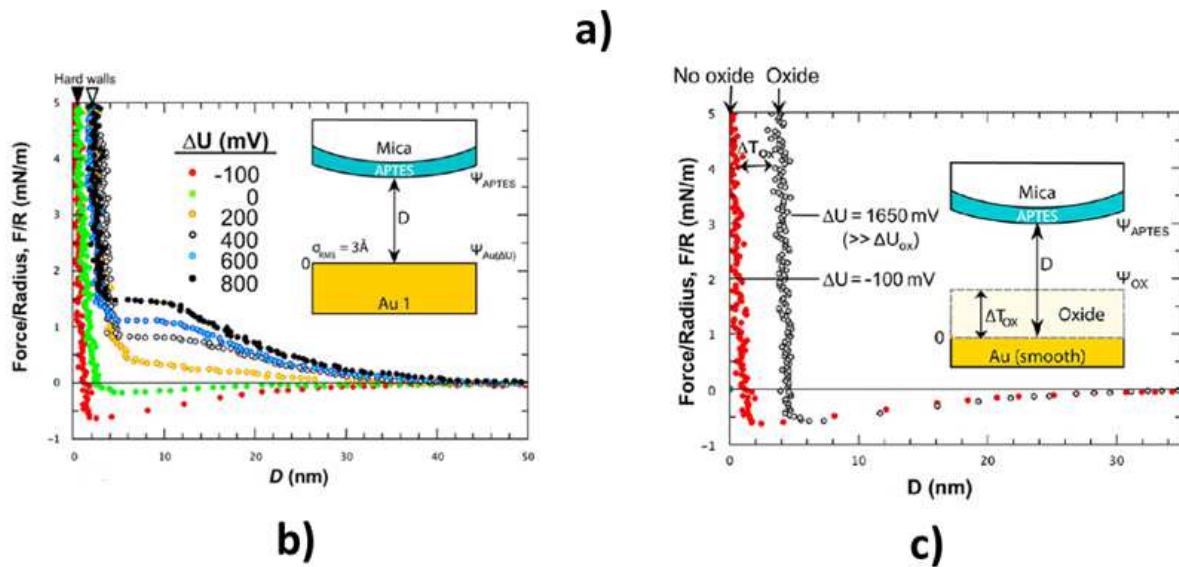 a)
Hard walls
Force/Radius, F/R (mN/m)
5
4
3
2
1
0
−1
ΔU (mV)
-100
0
200
400
600
800
Mica
APTES
Ψ_APTES
D
σ_RMS = 3Å
Ψ_Au(ΔU)
0
Au 1
0 10 20 30 40 50
D (nm)
b)
No oxide Oxide
Force/Radius, F/R (mN/m)
5
4
3
2
1
0
-1
ΔT_Ox
ΔU = 1650 mV
(>> ΔU_ox)
ΔU = -100 mV
Mica
APTES
Ψ_APTES
D
Ψ_OX
ΔT_OX
Oxide
0
Au (smooth)
0 10 20 30
D (nm)
c)